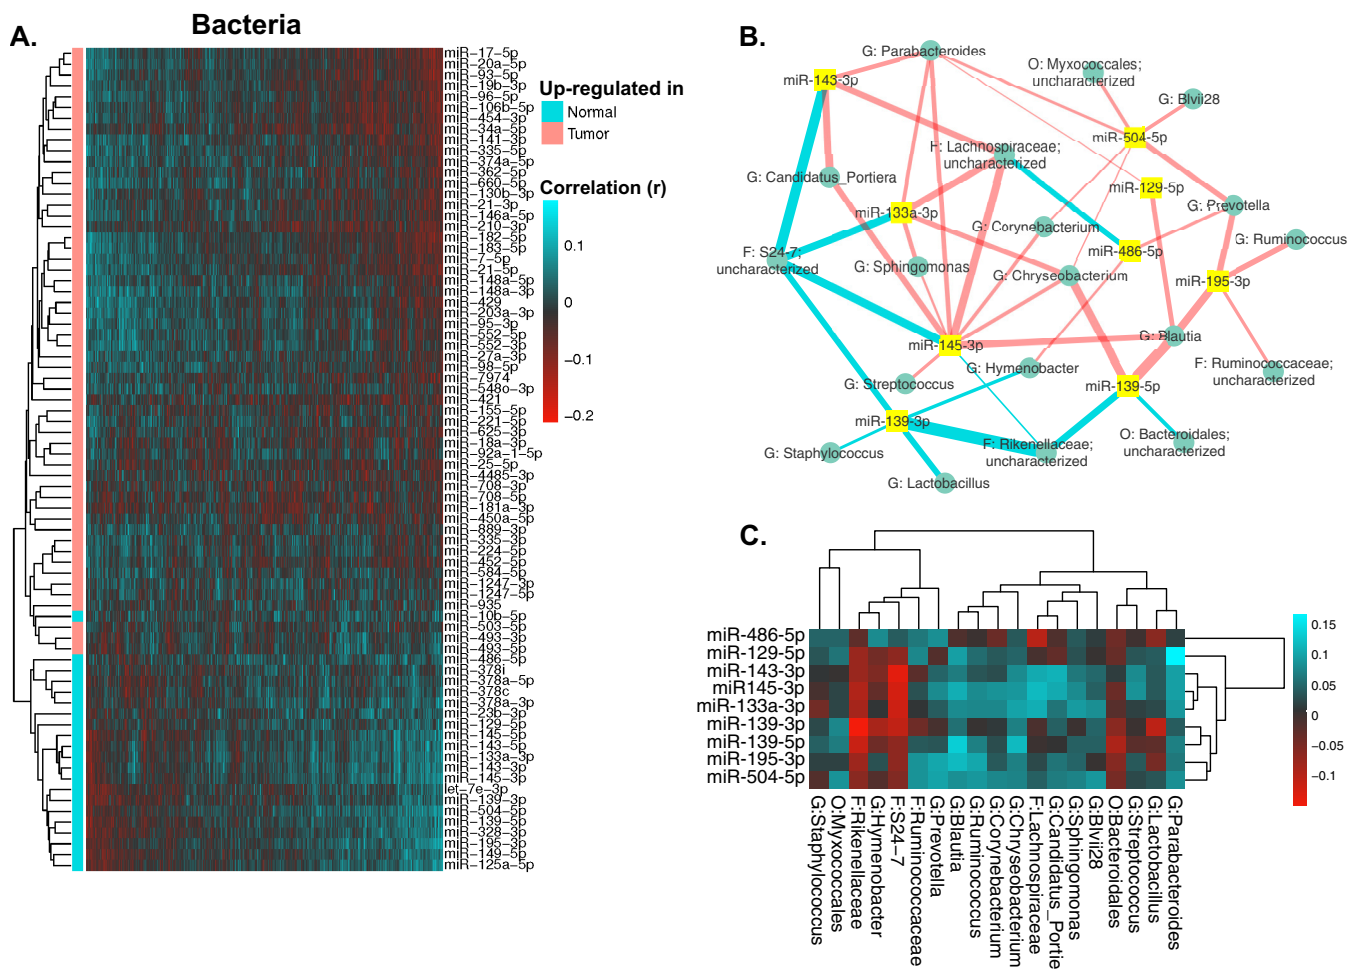 A.
Bacteria
miR−17−5p
miR−20a−5p
miR−93−5p
miR−19b−3p
miR−96−5p
miR−106b−5p
miR−454−3p
miR−34a−5p
miR−141−3p
miR−335−5p
miR−374a−5p
miR−362−5p
miR−660−5p
miR−130b−3p
miR−21−3p
miR−146a−5p
miR−210−3p
miR−182−5p
miR−183−5p
miR−7−5p
miR−21−5p
miR−148a−5p
miR−148a−3p
miR−429
miR−203a−3p
miR−95−3p
miR−552−5p
miR−552−3p
miR−27a−3p
miR−98−5p
miR−7974
miR−548o−3p
miR−421
miR−155−5p
miR−221−5p
miR−625−3p
miR−18a−3p
miR−92a−1−5p
miR−25−5p
miR−4485−3p
miR−708−3p
miR−708−5p
miR−181a−3p
miR−450a−5p
miR−889−3p
miR−335−3p
miR−224−5p
miR−452−5p
miR−584−5p
miR−1247−3p
miR−1247−5p
miR−935
miR−10b−5p
miR−503−5p
miR−493−3p
miR−493−5p
miR−486−5p
miR−378i
miR−378a−5p
miR−378c
miR−378a−3p
miR−23b−3p
miR−129−5p
miR−145−5p
miR−143−5p
miR−133a−3p
miR−143−3p
miR−145−3p
let−7e−3p
miR−139−3p
miR−504−5p
miR−139−5p
miR−328−3p
miR−195−3p
miR−149−5p
miR−125a−5p
Up-regulated in
Normal
Tumor
Correlation (r)
0.1
0
−0.1
−0.2
B.
G: Parabacteroides
miR-143-3p
O: Myxococcales;
uncharacterized
G: Blvii28
miR-504-5p
F: Lachnospiraceae;
uncharacterized
G: Candidatus_Portiera
miR-129-5p
miR-133a-3p
G: Prevotella
G: Corynebacterium
G: Ruminococcus
F: S24-7;
uncharacterized
miR-486-5p
G: Sphingomonas
G: Chryseobacterium
miR-195-3p
miR-145-3p
G: Blautia
G: Hymenobacter
F: Ruminococcaceae;
uncharacterized
G: Streptococcus
miR-139-5p
miR-139-3p
G: Staphylococcus
F: Rikenellaceae;
uncharacterized
O: Bacteroidales;
uncharacterized
G: Lactobacillus
C.
miR-486-5p
miR-129-5p
miR-143-3p
miR145-3p
miR-133a-3p
miR-139-3p
miR-139-5p
miR-195-3p
miR-504-5p
0.15
0.1
0.05
0
−0.05
−0.1
G:Staphylococcus
O:Myxococcales
F:Rikenellaceae
G:Hymenobacter
F:S24−7
F:Ruminococcaceae
G:Prevotella
G:Blautia
G:Ruminococcus
G:Corynebacterium
G:Chryseobacterium
F:Lachnospiraceae
G:Candidatus_Portie
G:Sphingomonas
G:Blvii28
O:Bacteroidales
G:Streptococcus
G:Lactobacillus
G:Parabacteroides